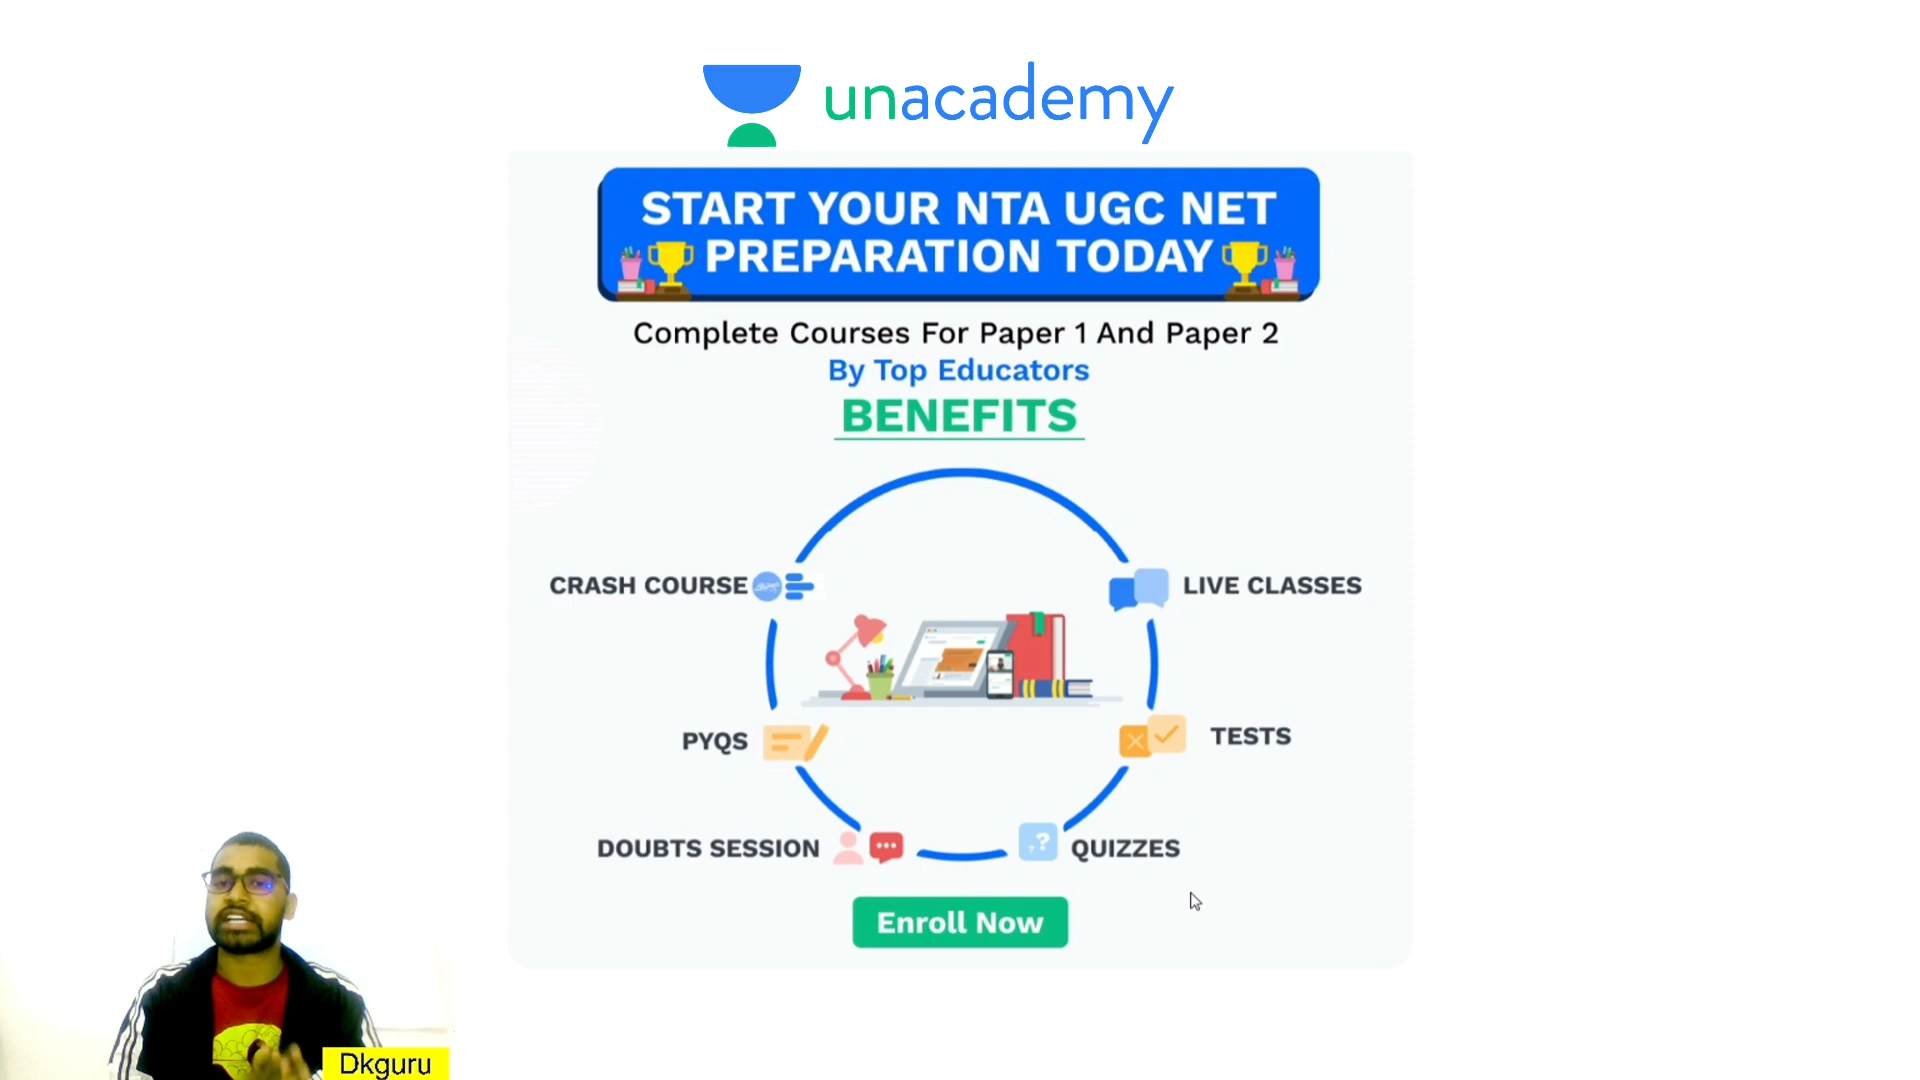 unacademy
START YOUR NTA UGC NET
PREPARATION TODAY
Complete Courses For Paper 1 And Paper 2
By Top Educators
BENEFITS
CRASH COURSE
LIVE CLASSES
PYQS
TESTS
DOUBTS SESSION
QUIZZES
Enroll Now
Dkguru